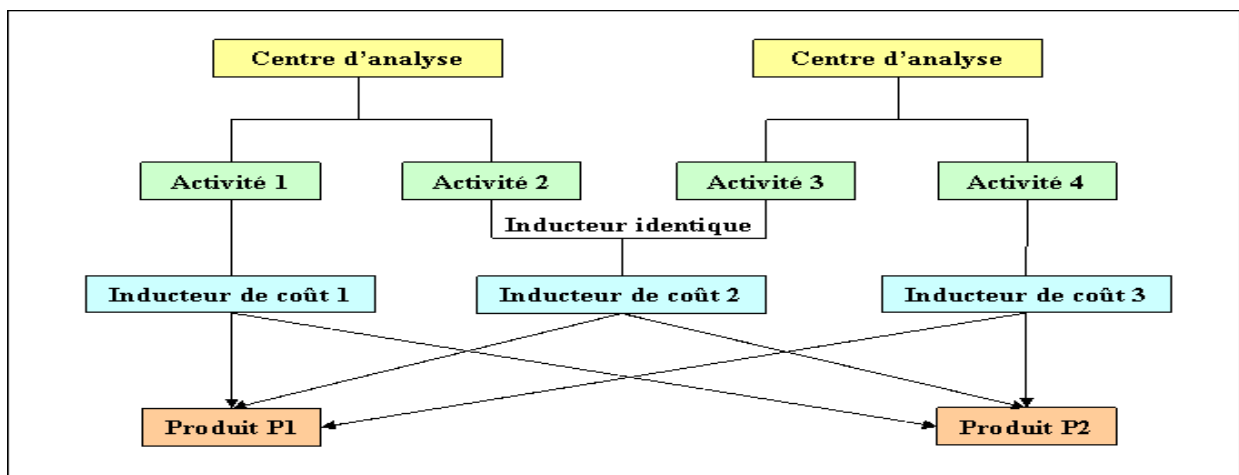 Centre d'analyse
Centre d'analyse
Activité 1
Activité 2
Activité 3
Activité 4
Inducteur identique
Inducteur de coût 1
Inducteur de coût 2
Inducteur de coût 3
Produit P1
Produit P2